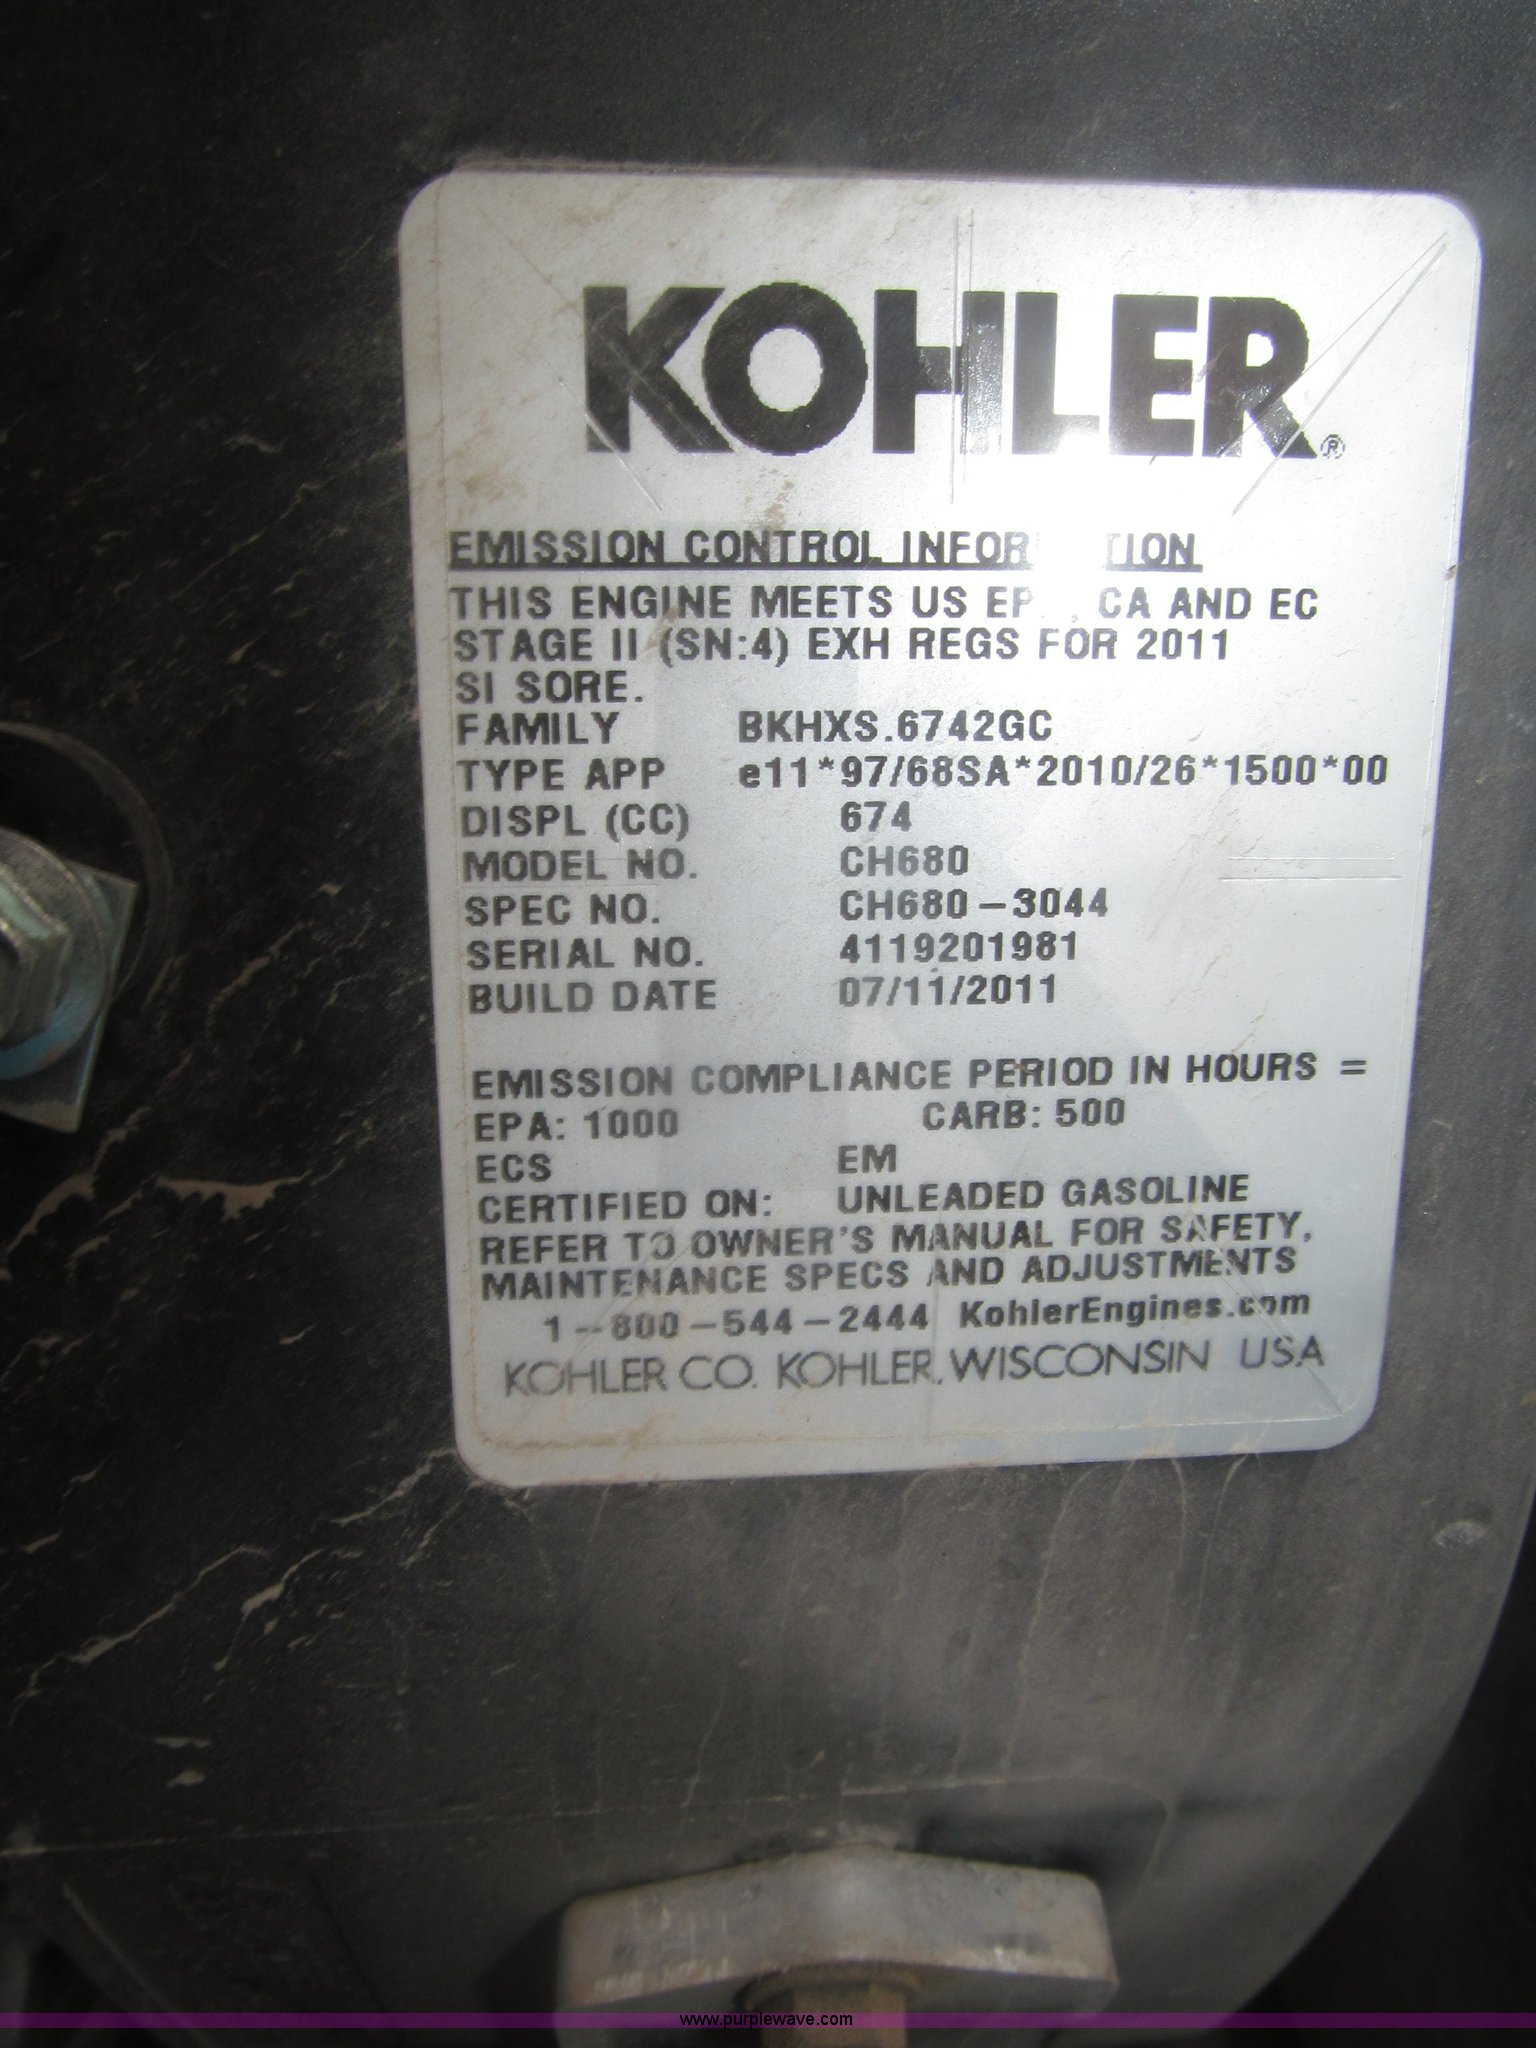 KOHLER®
EMISSION CONTROL
THIS ENGINE MEETS US CA AND EC
STAGE II (SN:4) EXH REGS FOR 2011
SI SORE.
FAMILY BKHXS.6742GC
TYPE APP e11*97/68SA*2010/26*1500*00
DISPL (CC) 674
MODEL NO. CH680
SPEC NO. CH680-3044
SERIAL NO. 4119201981
BUILD DATE 07/11/2011
EMISSION COMPLIANCE PERIOD IN HOURS =
EPA: 1000 CARB: 500
ECS EM
CERTIFIED ON: UNLEADED GASOLINE
REFER TO OWNER'S MANUAL FOR SAFETY,
MAINTENANCE SPECS AND ADJUSTMENTS
1-800-544-2444 KohlerEngines.com
KOHLER CO. KOHLER, WISCONSIN USA
www.purplewave.com